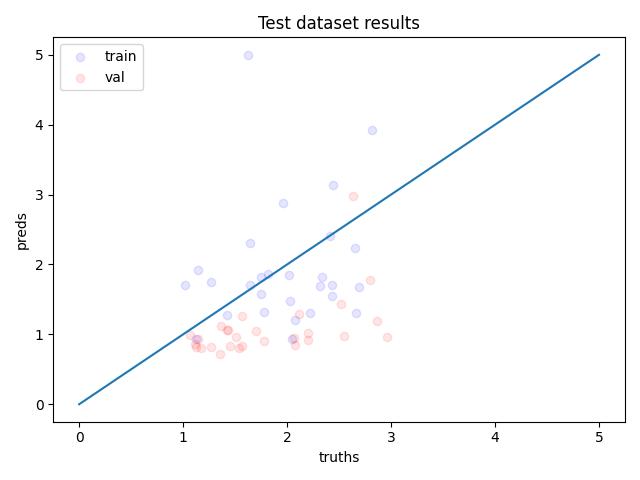 Test dataset results
train
val
preds
5
4
3
2
1
0
0 1 2 3 4 5
truths